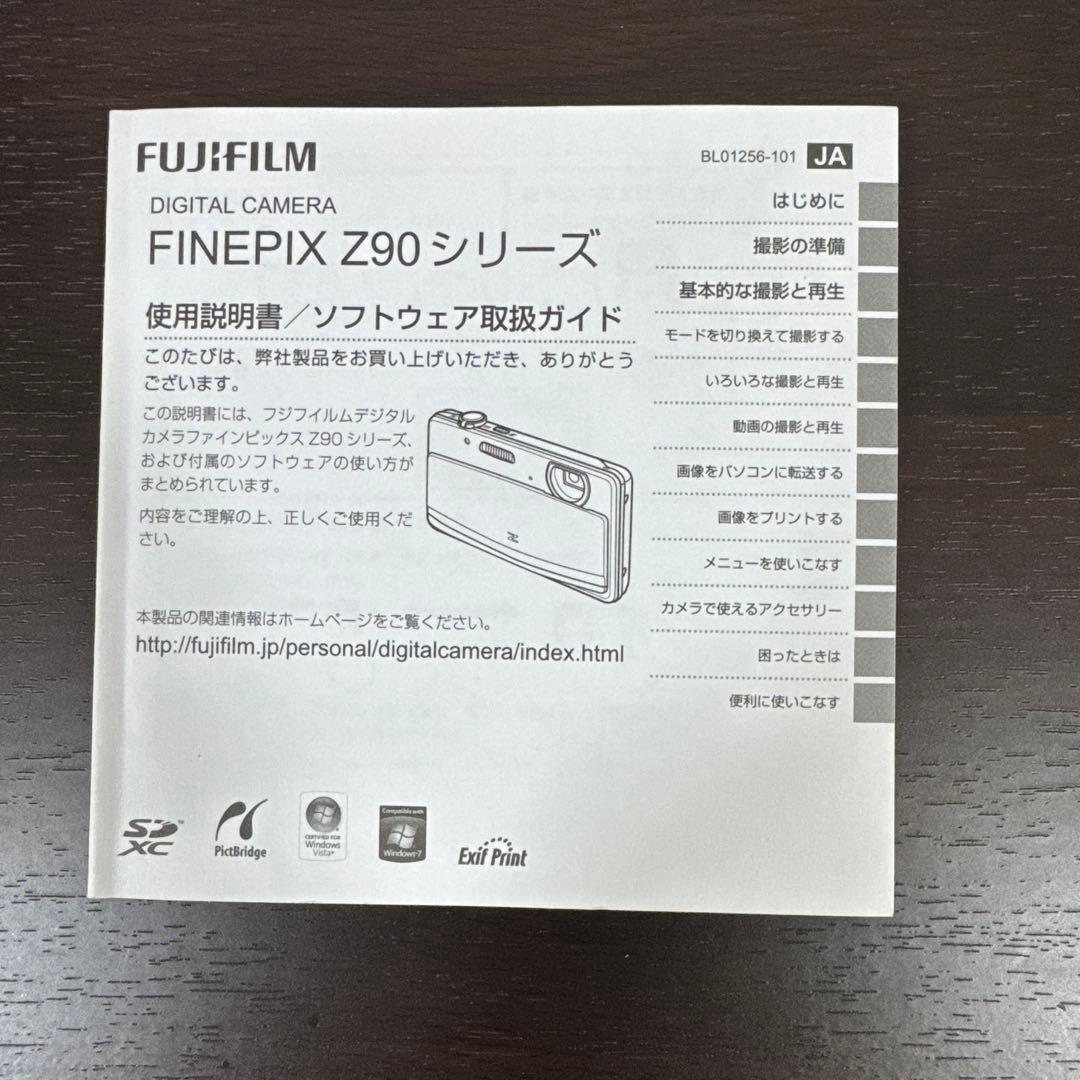 FUJIFILM
BL01256-101 JA
DIGITAL CAMERA
FINEPIX Z90 シリーズ
使用説明書／ソフトウェア取扱ガイド
このたびは、弊社製品をお買い上げいただき、ありがとう
ございます。
この説明書には、フジフイルムデジタル
カメラファインピックス Z90 シリーズ、
および付属のソフトウェアの使い方が
まとめられています。
内容をご理解の上、正しくご使用くだ
さい。
Z
本製品の関連情報はホームページをご覧ください。
http://fujifilm.jp/personal/digitalcamera/index.html
はじめに
撮影の準備
基本的な撮影と再生
モードを切り換えて撮影する
いろいろな撮影と再生
動画の撮影と再生
画像をパソコンに転送する
画像をプリントする
メニューを使いこなす
カメラで使えるアクセサリー
困ったときは
便利に使いこなす
SD
XC
™
PictBridge
CERTIFIED FOR
Windows
Vista™
Compatible with
Windows 7
Exif Print